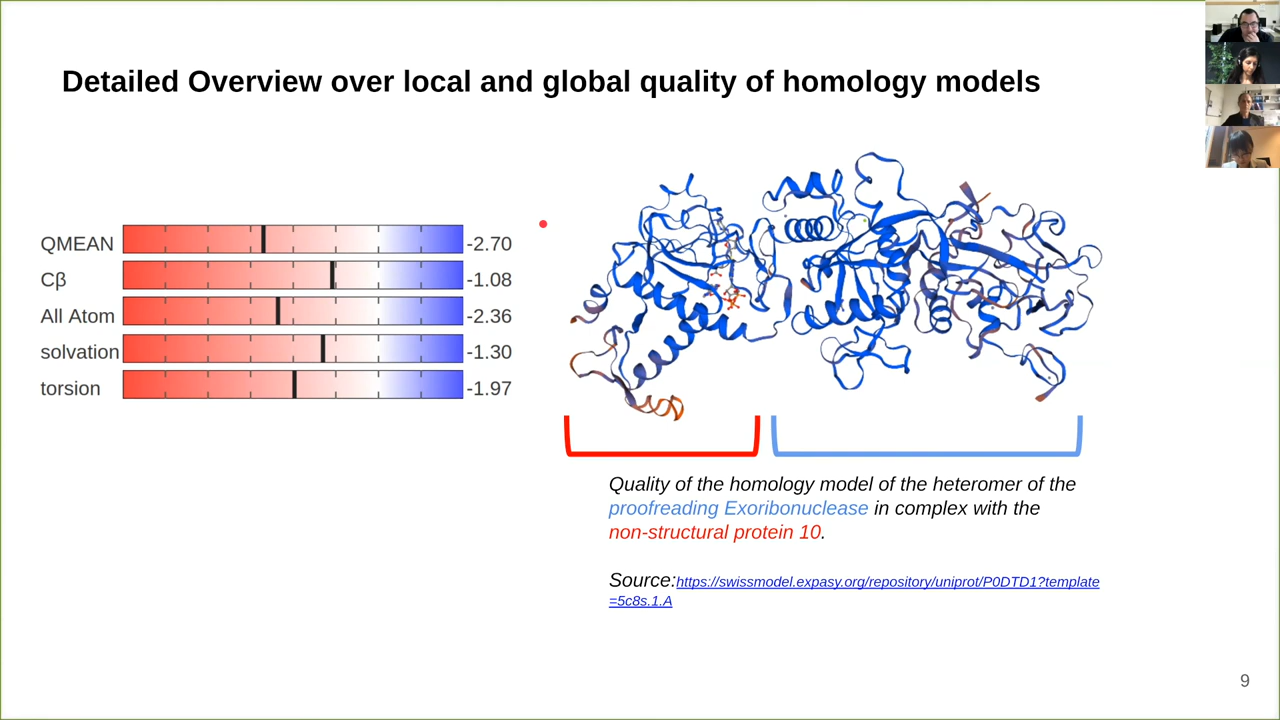 Detailed Overview over local and global quality of homology models
QMEAN -2.70
Cβ -1.08
All Atom -2.36
solvation -1.30
torsion -1.97
Quality of the homology model of the heteromer of the
proofreading Exoribonuclease in complex with the
non-structural protein 10.
Source:https://swissmodel.expasy.org/repository/uniprot/P0DTD1?template
=5c8s.1.A
9